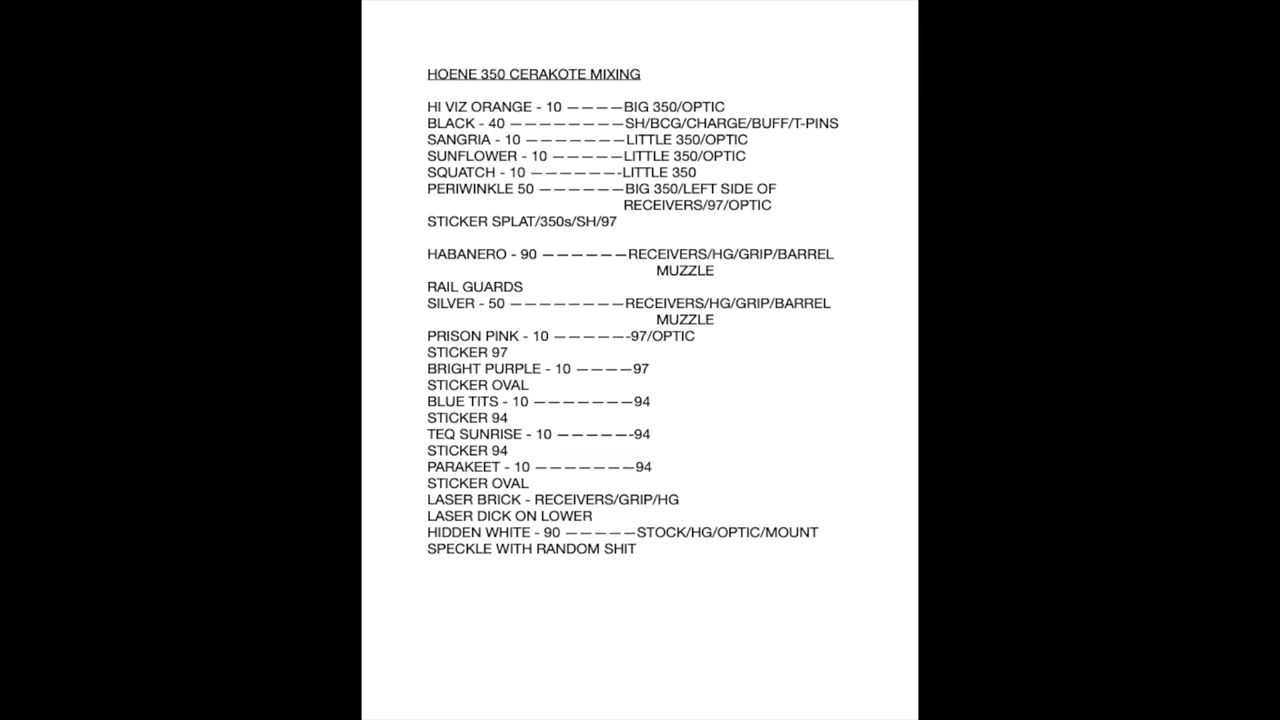 HOENE 350 CERAKOTE MIXING
HI VIZ ORANGE - 10 ————BIG 350/OPTIC
BLACK - 40 ————————SH/BCG/CHARGE/BUFF/T-PINS
SANGRIA - 10 ———————LITTLE 350/OPTIC
SUNFLOWER - 10 —————LITTLE 350/OPTIC
SQUATCH - 10 ——————-LITTLE 350
PERIWINKLE 50 ——————BIG 350/LEFT SIDE OF
RECEIVERS/97/OPTIC
STICKER SPLAT/350s/SH/97
HABANERO - 90 ——————RECEIVERS/HG/GRIP/BARREL
MUZZLE
RAIL GUARDS
SILVER - 50 ————————RECEIVERS/HG/GRIP/BARREL
MUZZLE
PRISON PINK - 10 —————-97/OPTIC
STICKER 97
BRIGHT PURPLE - 10 ————97
STICKER OVAL
BLUE TITS - 10 ———————94
STICKER 94
TEQ SUNRISE - 10 —————-94
STICKER 94
PARAKEET - 10 ———————94
STICKER OVAL
LASER BRICK - RECEIVERS/GRIP/HG
LASER DICK ON LOWER
HIDDEN WHITE - 90 —————STOCK/HG/OPTIC/MOUNT
SPECKLE WITH RANDOM SHIT